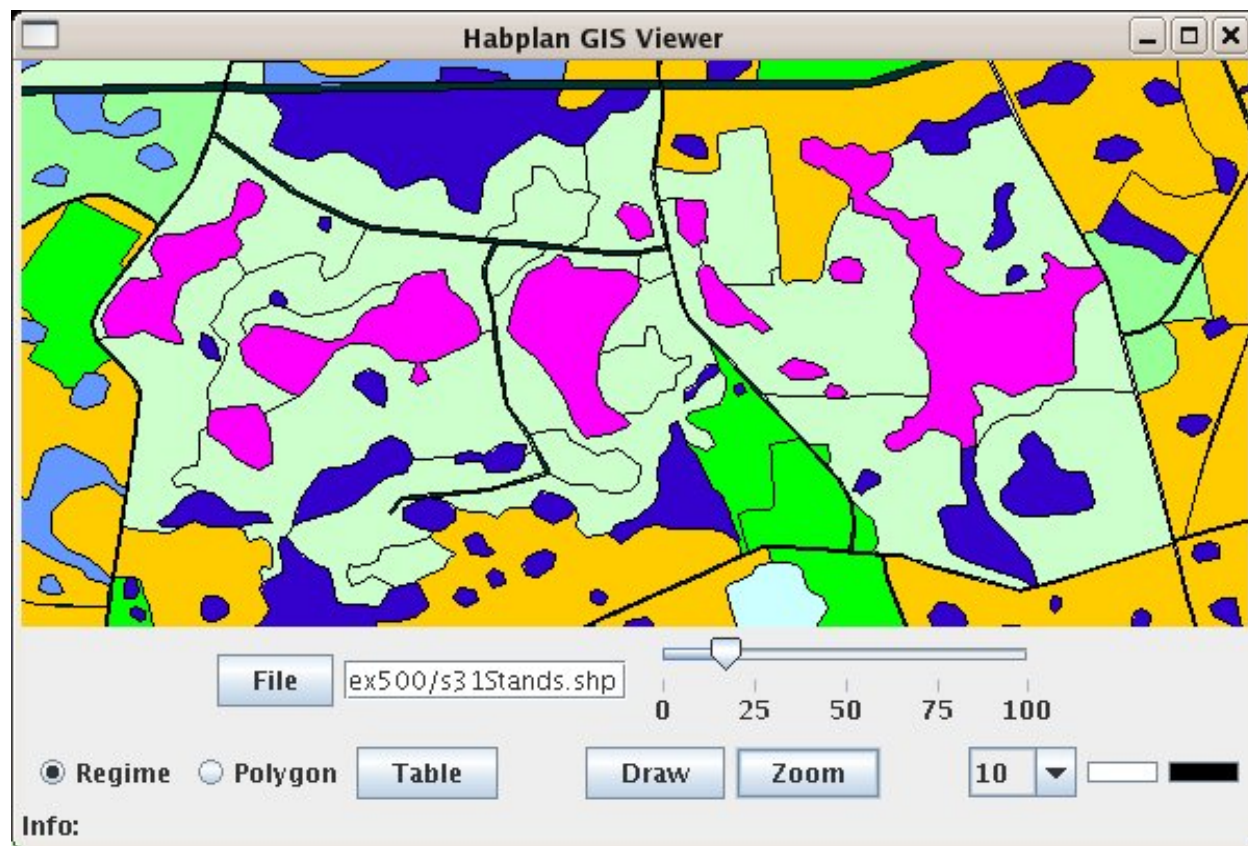 Habplan GIS Viewer
File ex500/s31Stands.shp
0 25 50 75 100
Regime Polygon Table Draw Zoom 10
Info: